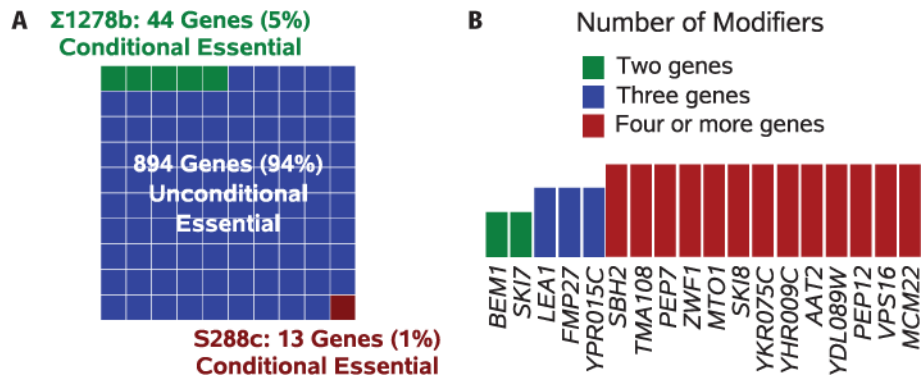 A
Σ1278b: 44 Genes (5%)
Conditional Essential
894 Genes (94%)
Unconditional
Essential
S288c: 13 Genes (1%)
Conditional Essential
B
Number of Modifiers
Two genes
Three genes
Four or more genes
BEM1
SKI7
LEA1
FMP27
YPR015C
SBH2
TMA108
PEP7
ZWF1
MTO1
SKI8
YKR075C
YHR009C
AAT2
YDL089W
PEP12
VPS16
MCM22